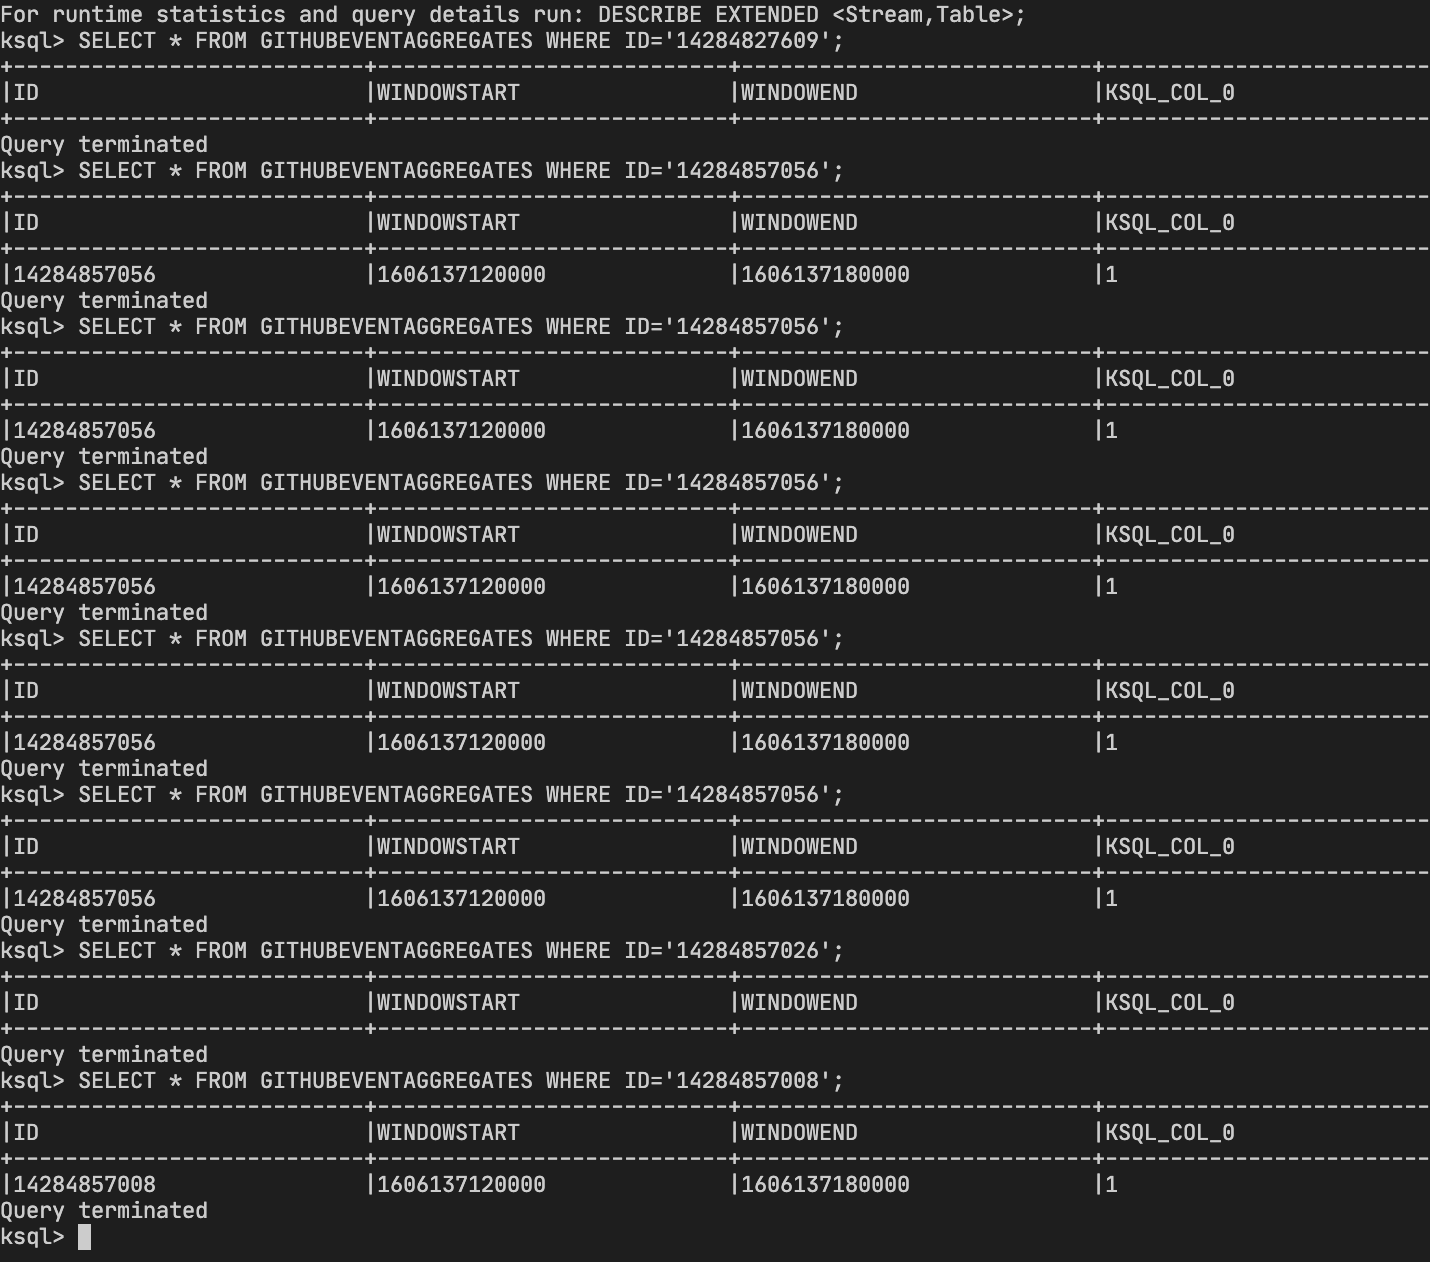 For runtime statistics and query details run: DESCRIBE EXTENDED <Stream,Table>;
ksql> SELECT * FROM GITHUBEVENTAGGREGATES WHERE ID='14284827609';
+---------------------------+---------------------------+---------------------------+-------------------------
|ID                         |WINDOWSTART                |WINDOWEND                  |KSQL_COL_0
+---------------------------+---------------------------+---------------------------+-------------------------
Query terminated
ksql> SELECT * FROM GITHUBEVENTAGGREGATES WHERE ID='14284857056';
+---------------------------+---------------------------+---------------------------+-------------------------
|ID                         |WINDOWSTART                |WINDOWEND                  |KSQL_COL_0
+---------------------------+---------------------------+---------------------------+-------------------------
|14284857056                |1606137120000              |1606137180000              |1
Query terminated
ksql> SELECT * FROM GITHUBEVENTAGGREGATES WHERE ID='14284857056';
+---------------------------+---------------------------+---------------------------+-------------------------
|ID                         |WINDOWSTART                |WINDOWEND                  |KSQL_COL_0
+---------------------------+---------------------------+---------------------------+-------------------------
|14284857056                |1606137120000              |1606137180000              |1
Query terminated
ksql> SELECT * FROM GITHUBEVENTAGGREGATES WHERE ID='14284857056';
+---------------------------+---------------------------+---------------------------+-------------------------
|ID                         |WINDOWSTART                |WINDOWEND                  |KSQL_COL_0
+---------------------------+---------------------------+---------------------------+-------------------------
|14284857056                |1606137120000              |1606137180000              |1
Query terminated
ksql> SELECT * FROM GITHUBEVENTAGGREGATES WHERE ID='14284857056';
+---------------------------+---------------------------+---------------------------+-------------------------
|ID                         |WINDOWSTART                |WINDOWEND                  |KSQL_COL_0
+---------------------------+---------------------------+---------------------------+-------------------------
|14284857056                |1606137120000              |1606137180000              |1
Query terminated
ksql> SELECT * FROM GITHUBEVENTAGGREGATES WHERE ID='14284857056';
+---------------------------+---------------------------+---------------------------+-------------------------
|ID                         |WINDOWSTART                |WINDOWEND                  |KSQL_COL_0
+---------------------------+---------------------------+---------------------------+-------------------------
|14284857056                |1606137120000              |1606137180000              |1
Query terminated
ksql> SELECT * FROM GITHUBEVENTAGGREGATES WHERE ID='14284857026';
+---------------------------+---------------------------+---------------------------+-------------------------
|ID                         |WINDOWSTART                |WINDOWEND                  |KSQL_COL_0
+---------------------------+---------------------------+---------------------------+-------------------------
Query terminated
ksql> SELECT * FROM GITHUBEVENTAGGREGATES WHERE ID='14284857008';
+---------------------------+---------------------------+---------------------------+-------------------------
|ID                         |WINDOWSTART                |WINDOWEND                  |KSQL_COL_0
+---------------------------+---------------------------+---------------------------+-------------------------
|14284857008                |1606137120000              |1606137180000              |1
Query terminated
ksql>